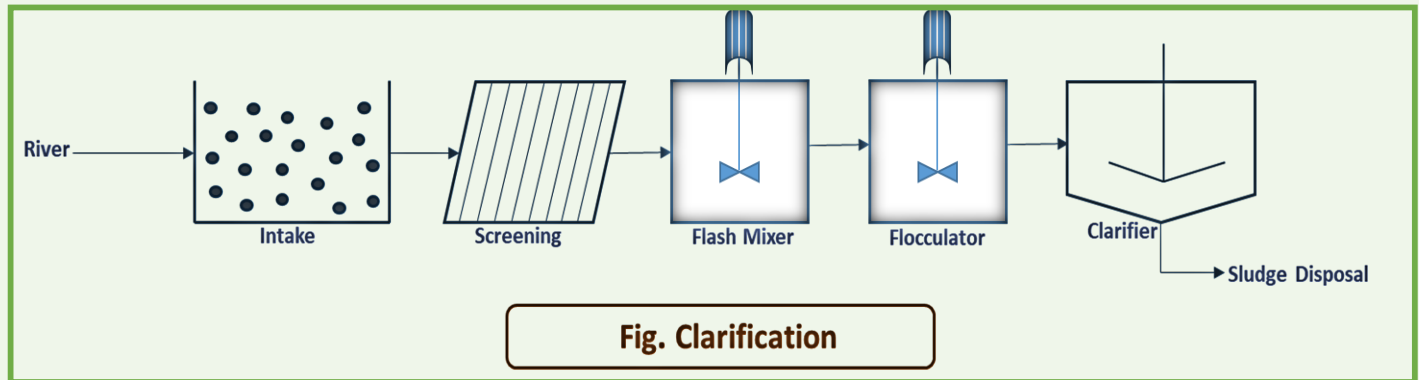 River
Intake
Screening
Flash Mixer
Flocculator
Clarifier
Sludge Disposal
Fig. Clarification